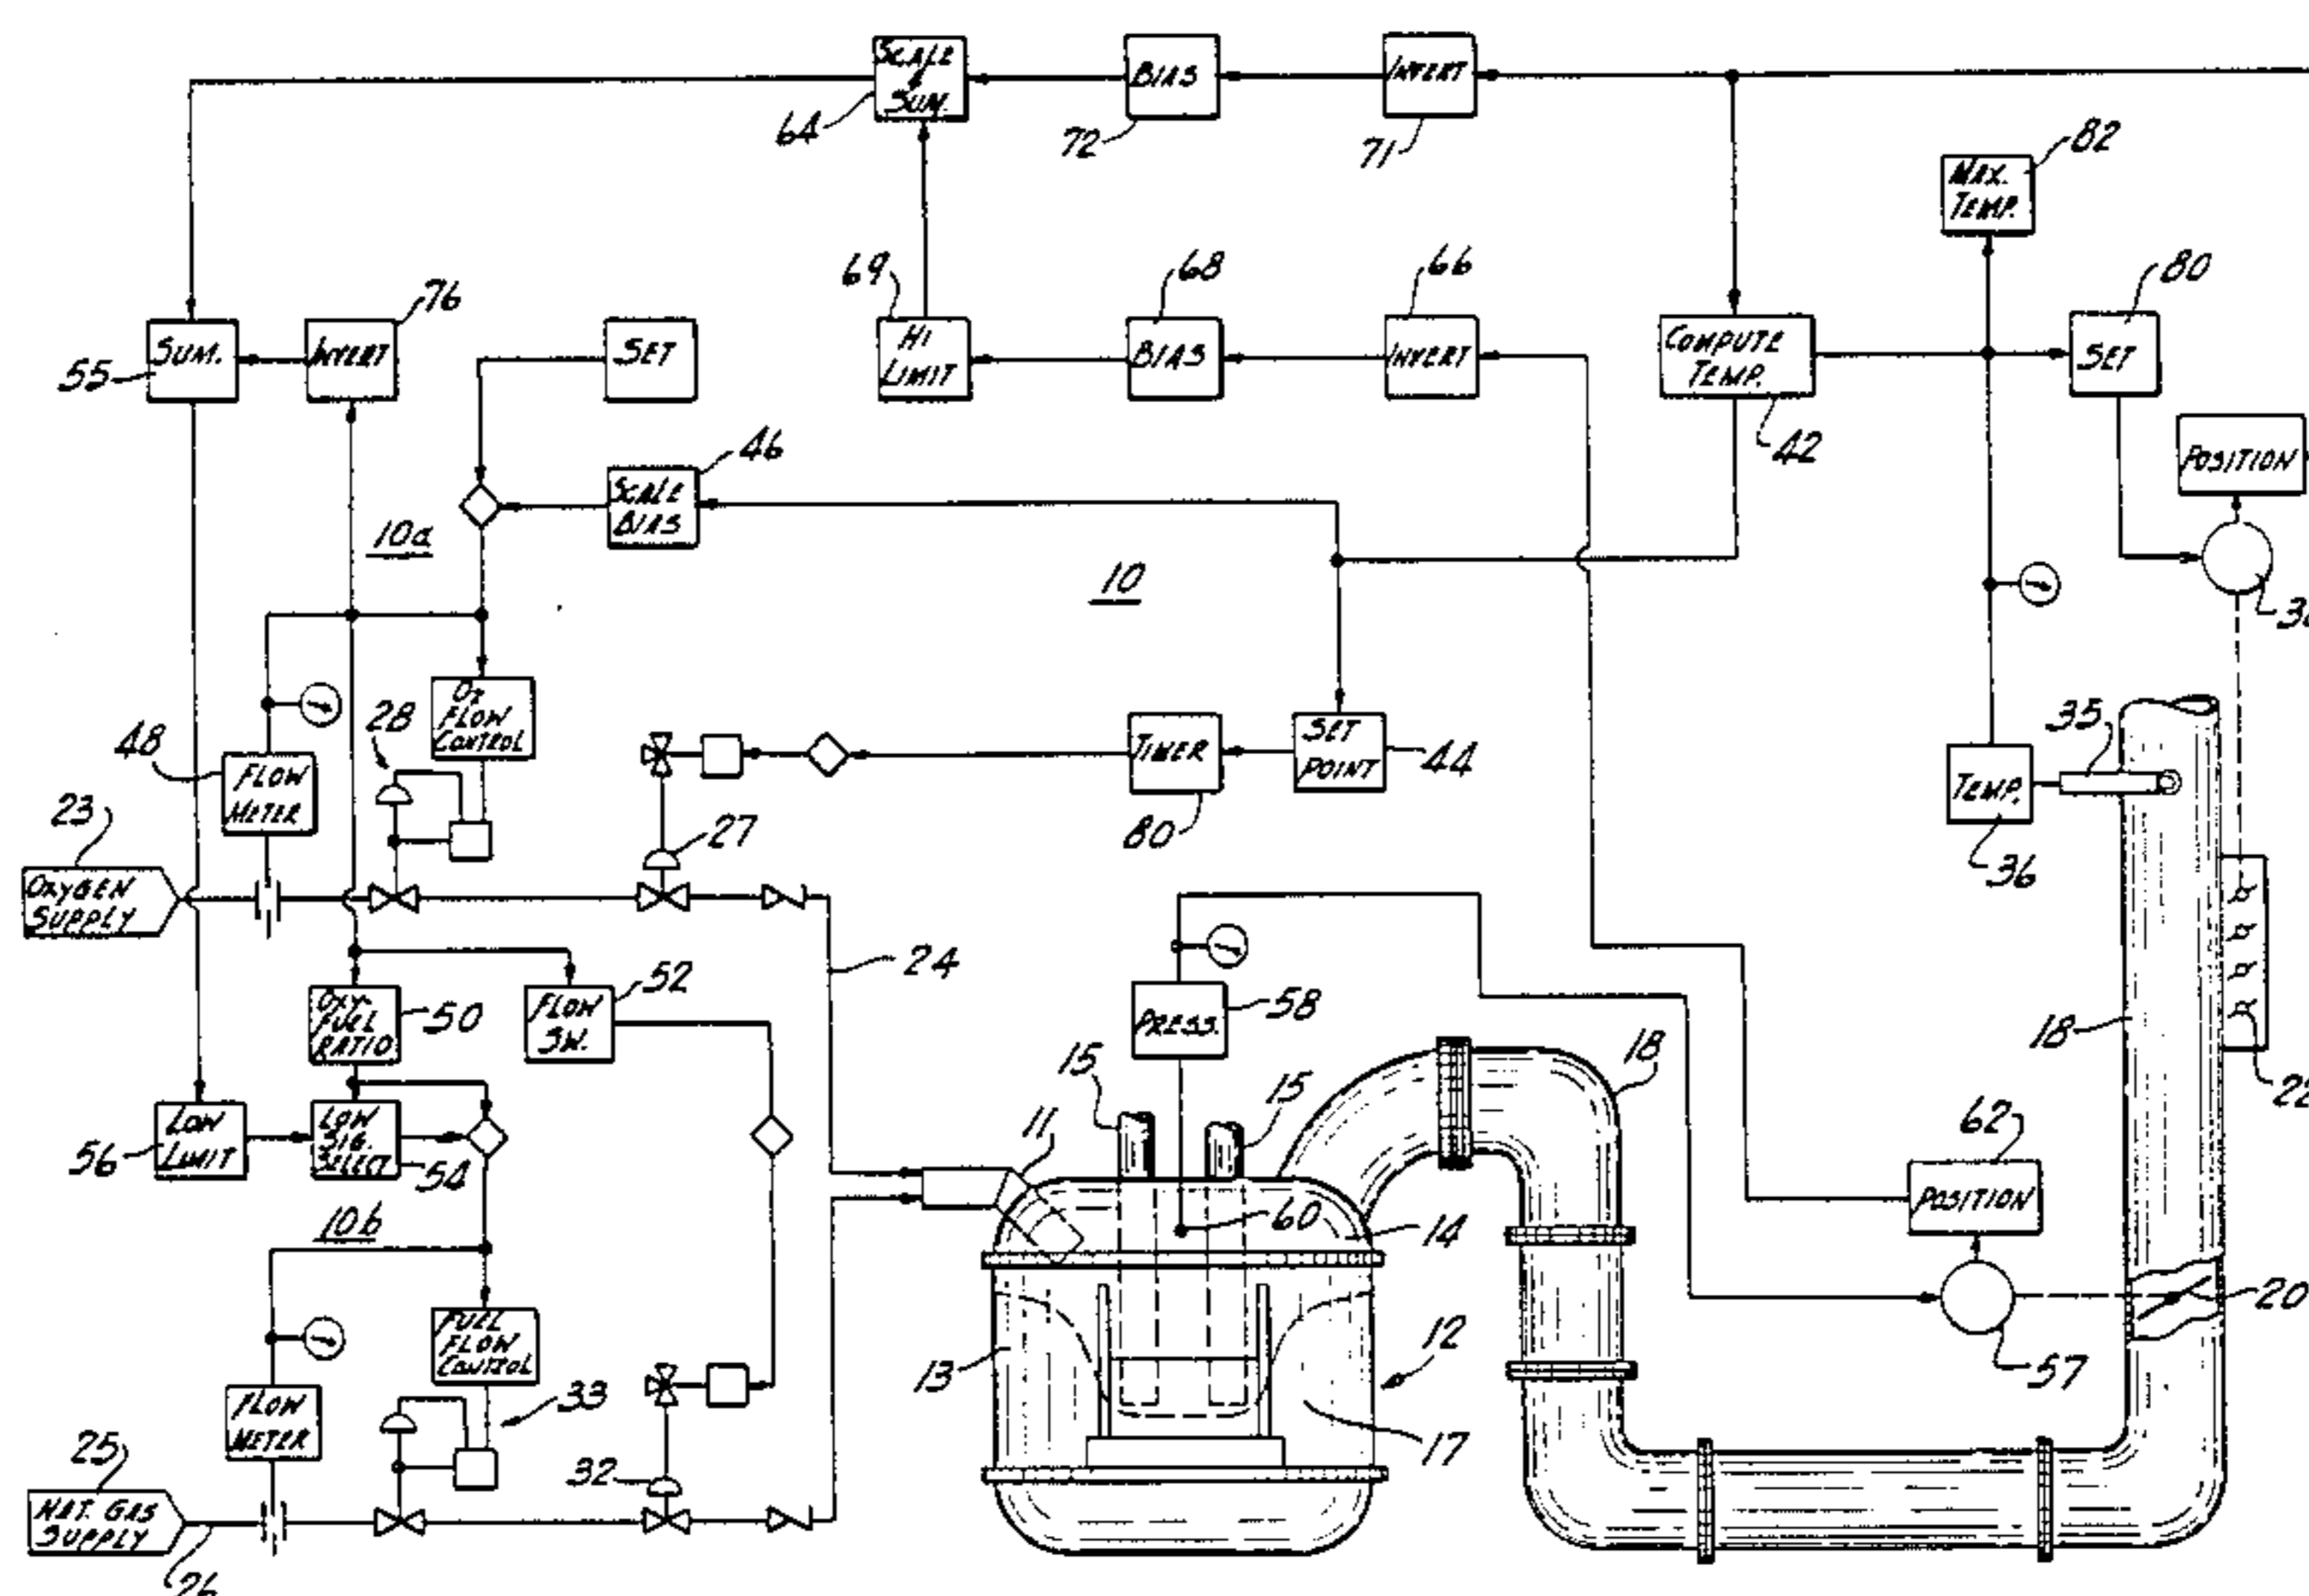 SCALE
&
SUM.
64
BIAS
72
INVERT
71
82
MAX.
TEMP.
76
SUM.
55
INVERT
SET
69
HI
LIMIT
68
BIAS
66
INVERT
COMPUTE
TEMP.
42
80
SET
POSITION
46
SCALE
BIAS
10a
10
48
FLOW
METER
28
O2
FLOW
CONTROL
27
TIMER
80
SET
POINT
44
35
TEMP.
36
23
OXYGEN
SUPPLY
24
OXY-
FUEL
RATIO
50
FLOW
SW.
52
PRESS.
58
18
18
22
15
15
11
LOW
LIMIT
56
LOW
SIG.
SELECT
54
60
14
62
POSITION
10b
20
57
FUEL
FLOW
CONTROL
33
13
12
17
FLOW
METER
32
25
NAT. GAS
SUPPLY
26